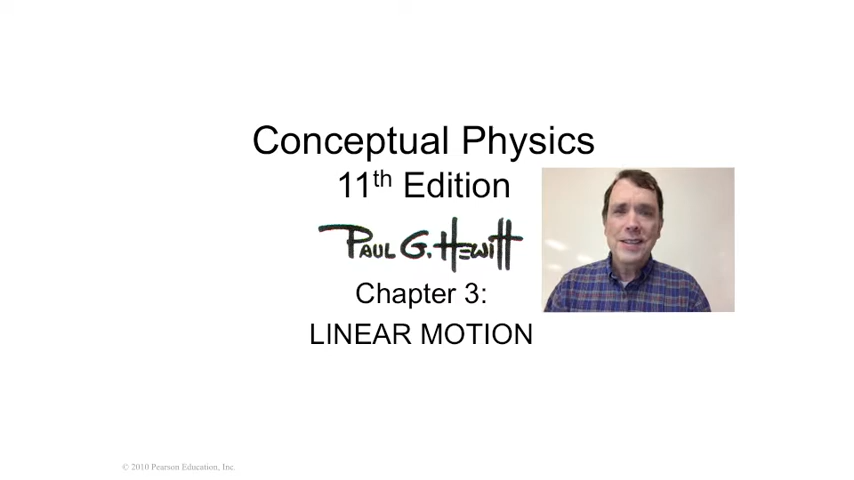 Conceptual Physics
11th Edition
PAUL G. HEWITT
Chapter 3:
LINEAR MOTION
© 2010 Pearson Education, Inc.